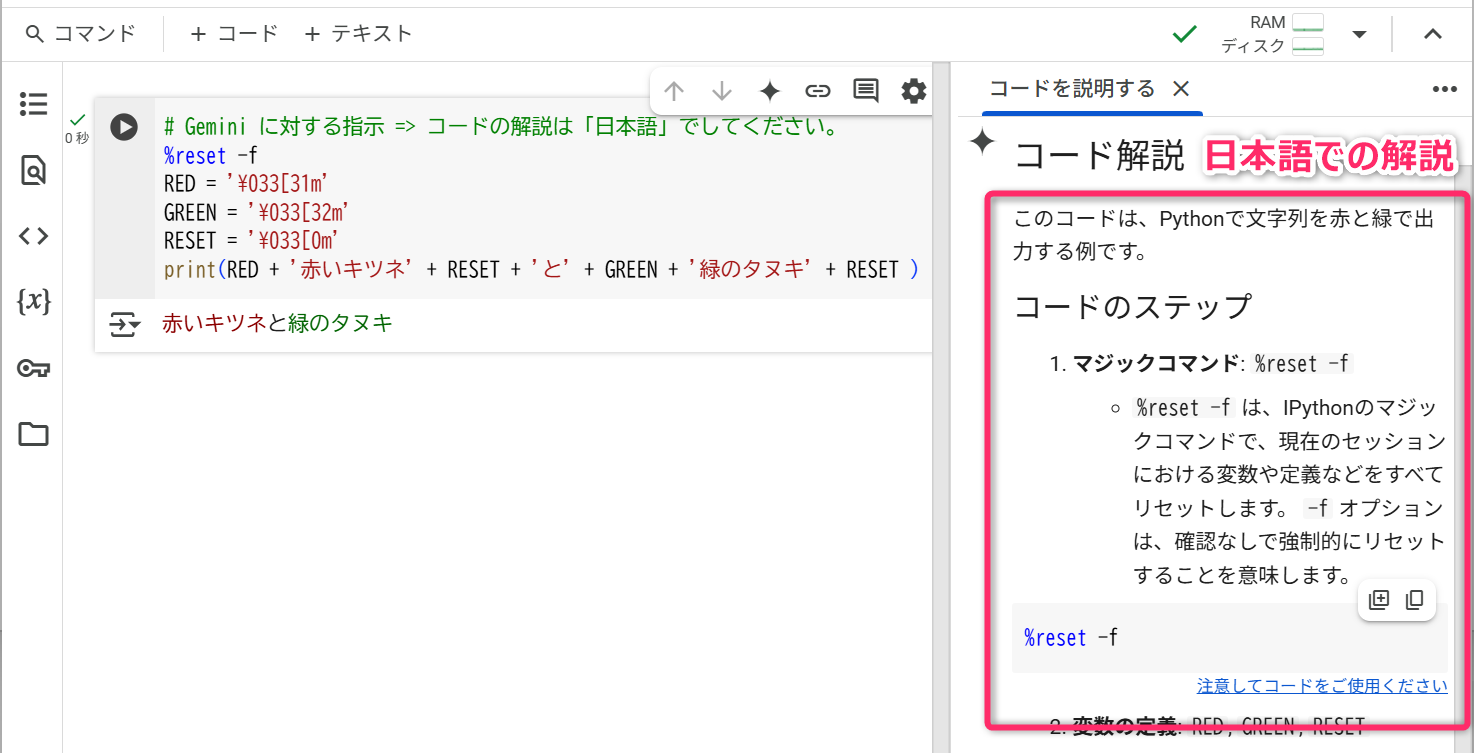 コマンド
+ コード + テキスト
RAM
ディスク
0 秒
# Gemini に対する指示 => コードの解説は「日本語」でしてください。
%reset -f
RED = '¥033[31m'
GREEN = '¥033[32m'
RESET = '¥033[0m'
print(RED + '赤いキツネ' + RESET + 'と' + GREEN + '緑のタヌキ' + RESET )
赤いキツネと緑のタヌキ
{x}
コードを説明する
コード解説
日本語での解説
このコードは、Pythonで文字列を赤と緑で出
力する例です。
コードのステップ
1. マジックコマンド: %reset -f
%reset -f は、IPythonのマジッ
クコマンドで、現在のセッション
における変数や定義などをすべて
リセットします。 -f オプション
は、確認なしで強制的にリセット
することを意味します。
%reset -f
注意してコードをご使用ください
2. 変数の定義: RED, GREEN, RESET